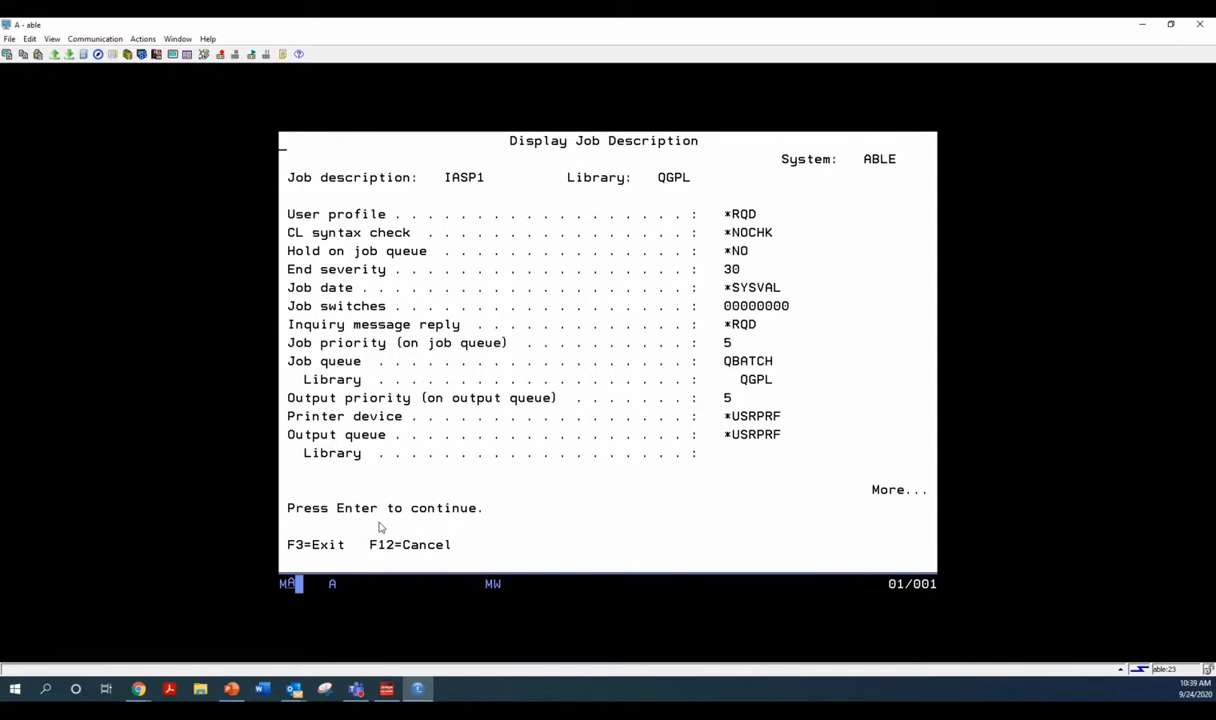 A - able
File Edit View Communication Actions Window Help
Display Job Description
System: ABLE
Job description: IASP1 Library: QGPL
User profile . . . . . . . . . . . . . . . . . . : *RQD
CL syntax check . . . . . . . . . . . . . . . . : *NOCHK
Hold on job queue . . . . . . . . . . . . . . . : *NO
End severity . . . . . . . . . . . . . . . . . . : 30
Job date . . . . . . . . . . . . . . . . . . . . : *SYSVAL
Job switches . . . . . . . . . . . . . . . . . . : 00000000
Inquiry message reply . . . . . . . . . . . . . : *RQD
Job priority (on job queue) . . . . . . . . . . : 5
Job queue . . . . . . . . . . . . . . . . . . . : QBATCH
Library . . . . . . . . . . . . . . . . . . . : QGPL
Output priority (on output queue) . . . . . . . : 5
Printer device . . . . . . . . . . . . . . . . . : *USRPRF
Output queue . . . . . . . . . . . . . . . . . . : *USRPRF
Library . . . . . . . . . . . . . . . . . . . :
More...
Press Enter to continue.
F3=Exit F12=Cancel
MA A MW 01/001
able:23
10:39 AM
9/24/2020